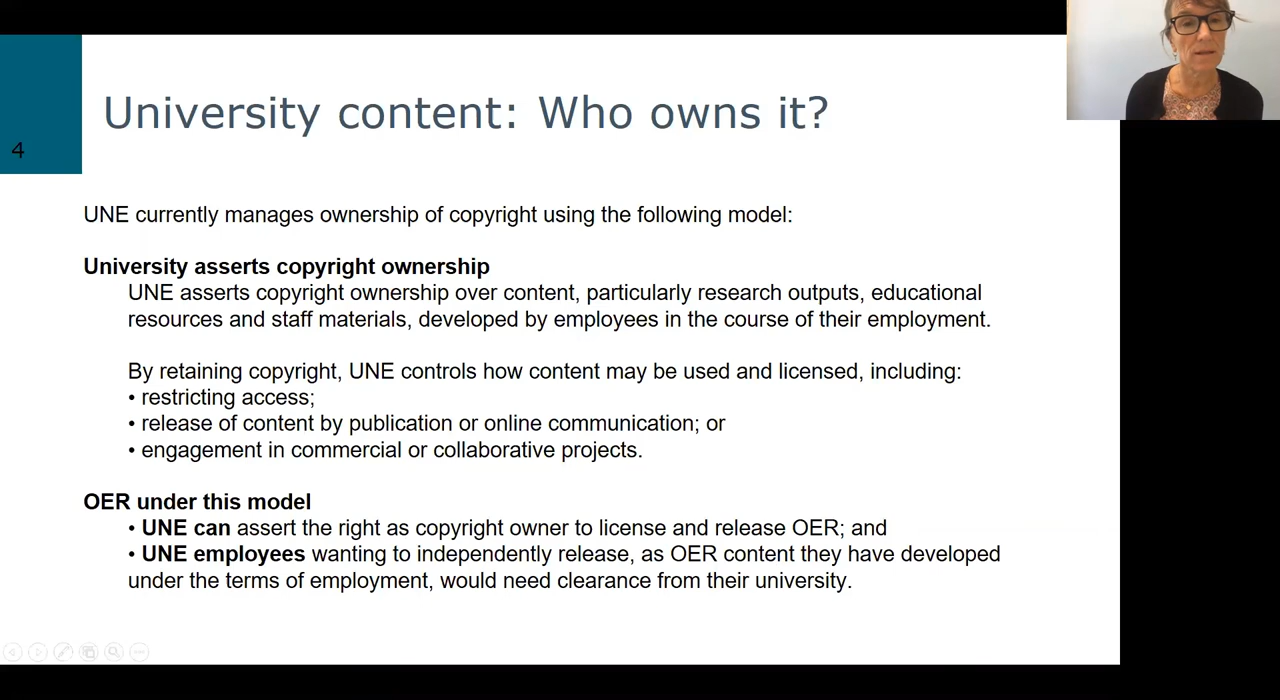 University content: Who owns it?
4
UNE currently manages ownership of copyright using the following model:
University asserts copyright ownership
UNE asserts copyright ownership over content, particularly research outputs, educational
resources and staff materials, developed by employees in the course of their employment.
By retaining copyright, UNE controls how content may be used and licensed, including:
• restricting access;
• release of content by publication or online communication; or
• engagement in commercial or collaborative projects.
OER under this model
• UNE can assert the right as copyright owner to license and release OER; and
• UNE employees wanting to independently release, as OER content they have developed
under the terms of employment, would need clearance from their university.